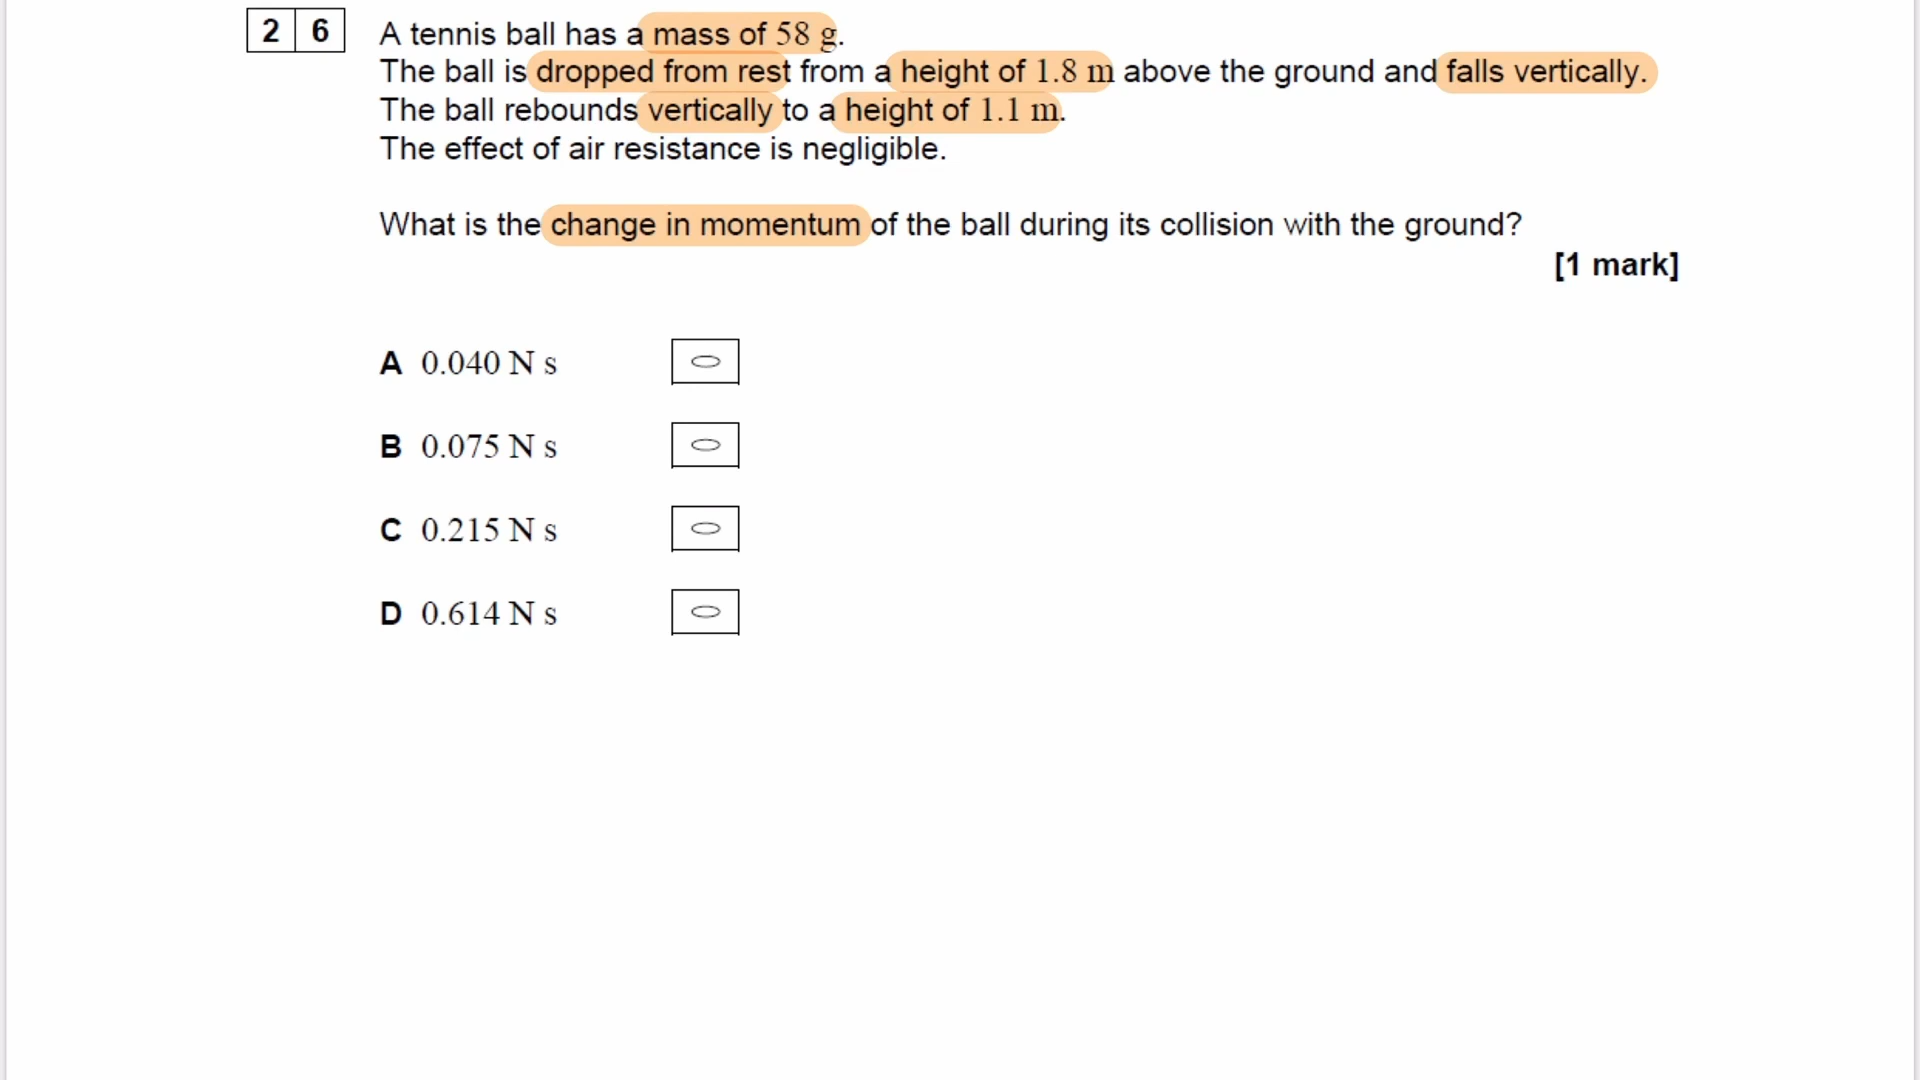 2 6 A tennis ball has a mass of 58 g.
The ball is dropped from rest from a height of 1.8 m above the ground and falls vertically.
The ball rebounds vertically to a height of 1.1 m.
The effect of air resistance is negligible.
What is the change in momentum of the ball during its collision with the ground?
[1 mark]
A 0.040 N s
B 0.075 N s
C 0.215 N s
D 0.614 N s